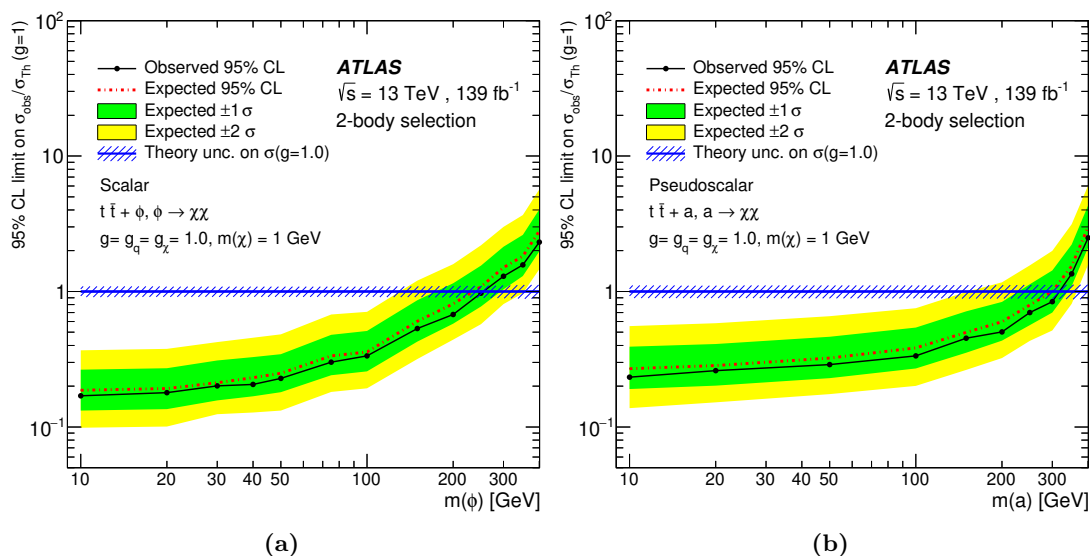 95% CL limit on σ_obs/σ_Th (g=1)
10²
10
1
10⁻¹
Observed 95% CL
Expected 95% CL
Expected ±1 σ
Expected ±2 σ
Theory unc. on σ(g=1.0)
ATLAS
√s = 13 TeV , 139 fb⁻¹
2-body selection
Scalar
t t̄ + ϕ, ϕ → χχ
g= g_q= g_χ= 1.0, m(χ) = 1 GeV
10 20 30 40 50 100 200 300
m(ϕ) [GeV]
(a)
95% CL limit on σ_obs/σ_Th (g=1)
10²
10
1
10⁻¹
Observed 95% CL
Expected 95% CL
Expected ±1 σ
Expected ±2 σ
Theory unc. on σ(g=1.0)
ATLAS
√s = 13 TeV , 139 fb⁻¹
2-body selection
Pseudoscalar
t t̄ + a, a → χχ
g= g_q= g_χ= 1.0, m(χ) = 1 GeV
10 20 30 40 50 100 200 300
m(a) [GeV]
(b)